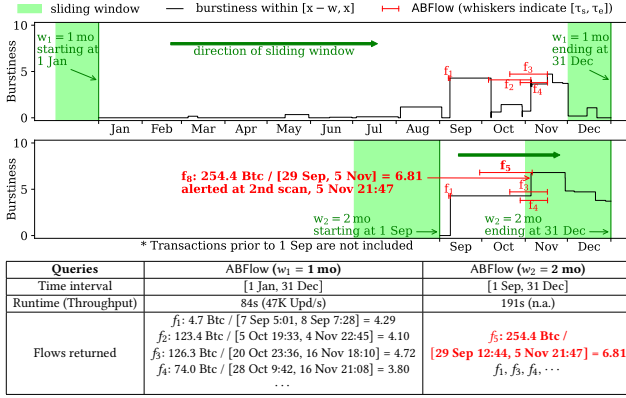 sliding window — burstiness within [x − w, x] ABFlow (whiskers indicate [τs, τe])
Burstiness
10
5
0
w₁ = 1 mo
starting at
1 Jan
direction of sliding window
f₁
f₂
f₃
f₄
w₁ = 1 mo
ending at
31 Dec
Jan Feb Mar Apr May Jun Jul Aug Sep Oct Nov Dec
Burstiness
10
5
0
f₈: 254.4 Btc / [29 Sep, 5 Nov] = 6.81
alerted at 2nd scan, 5 Nov 21:47
f₅
f₁
f₃
f₄
w₂ = 2 mo
starting at 1 Sep
w₂ = 2 mo
ending at 31 Dec
* Transactions prior to 1 Sep are not included
Sep Oct Nov Dec
Queries ABFlow (w₁ = 1 mo) ABFlow (w₂ = 2 mo)
Time interval [1 Jan, 31 Dec] [1 Sep, 31 Dec]
Runtime (Throughput) 84s (47K Upd/s) 191s (n.a.)
Flows returned
f₁: 4.7 Btc / [7 Sep 5:01, 8 Sep 7:28] = 4.29
f₂: 123.4 Btc / [5 Oct 19:33, 4 Nov 22:45] = 4.10
f₃: 126.3 Btc / [20 Oct 23:36, 16 Nov 18:10] = 4.72
f₄: 74.0 Btc / [28 Oct 9:42, 16 Nov 21:08] = 3.80
· · ·
f₅: 254.4 Btc /
[29 Sep 12:44, 5 Nov 21:47] = 6.81
f₁, f₃, f₄, · · ·